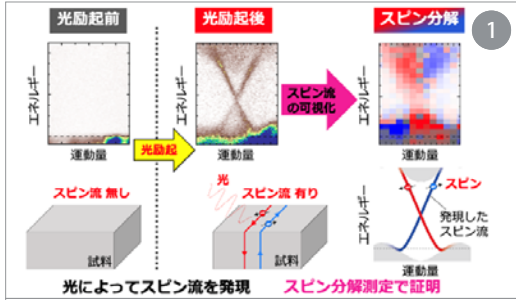 光励起前
光励起後
スピン分解
1
エネルギー
運動量
光励起
エネルギー
運動量
スピン流
の可視化
エネルギー
運動量
スピン流 無し
試料
光
スピン流 有り
試料
エネルギー
スピン
発現した
スピン流
運動量
光によってスピン流を発現
スピン分解測定で証明